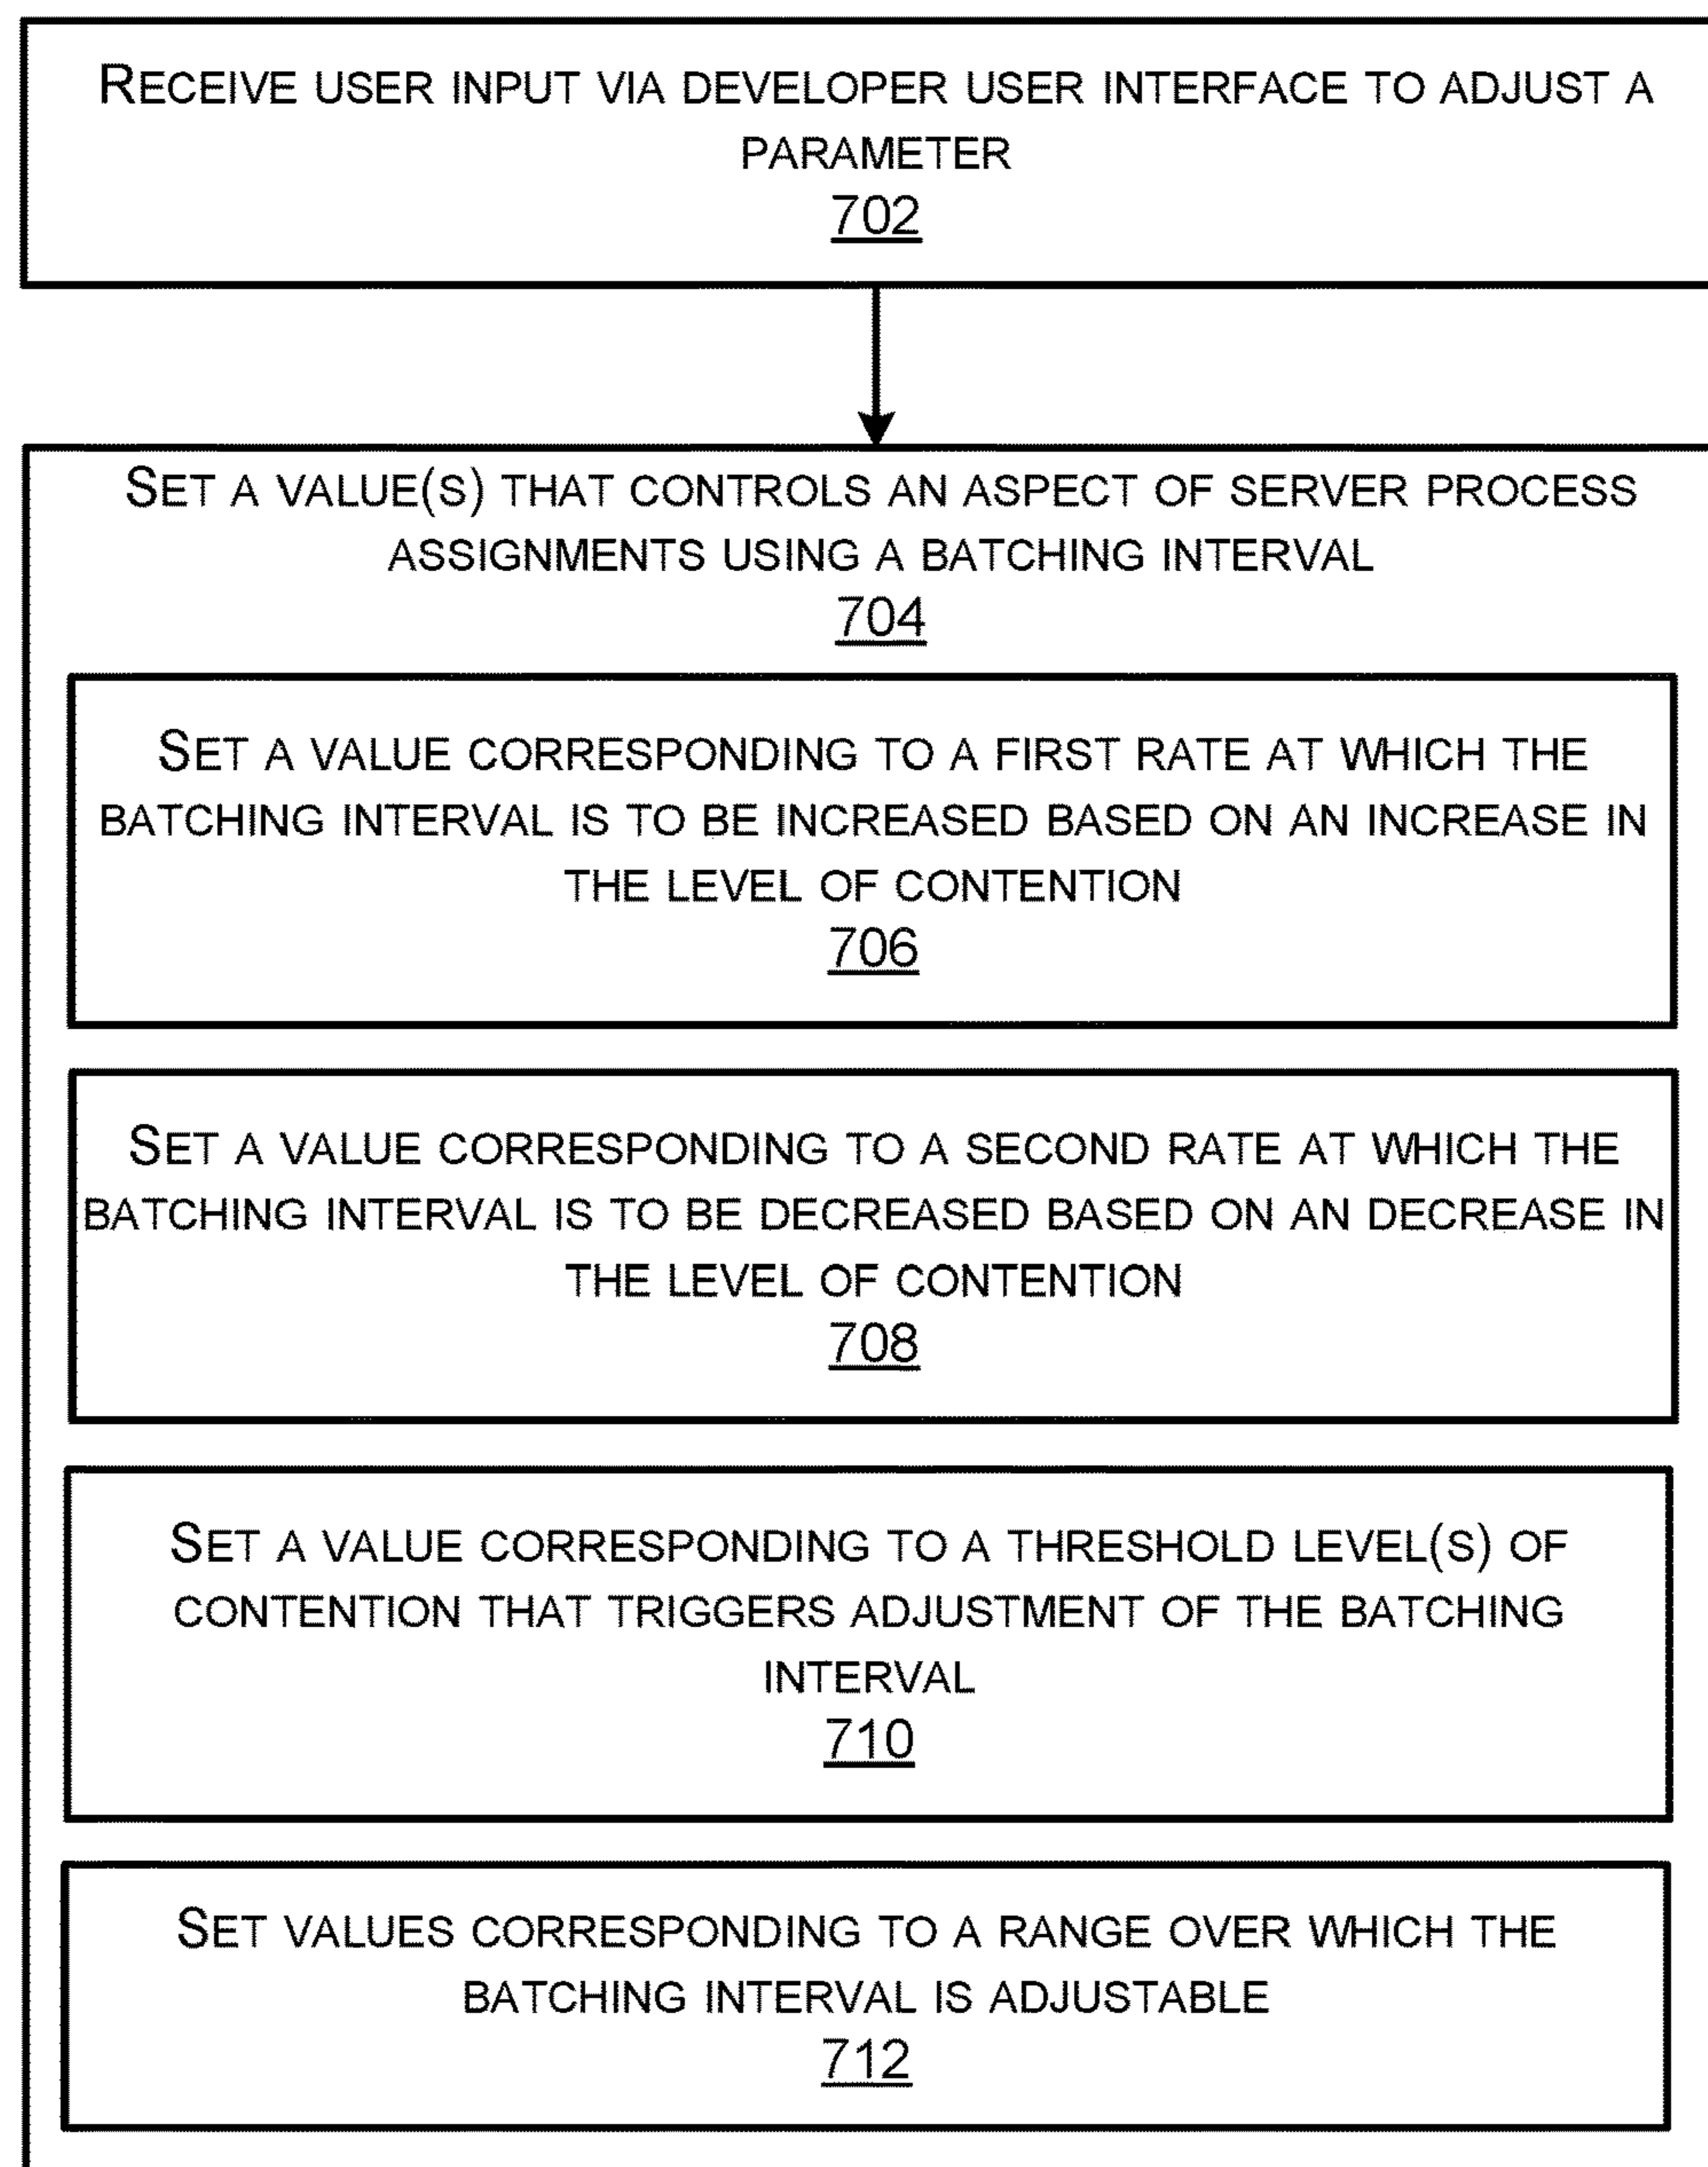 RECEIVE USER INPUT VIA DEVELOPER USER INTERFACE TO ADJUST A
PARAMETER
702
SET A VALUE(S) THAT CONTROLS AN ASPECT OF SERVER PROCESS
ASSIGNMENTS USING A BATCHING INTERVAL
704
SET A VALUE CORRESPONDING TO A FIRST RATE AT WHICH THE
BATCHING INTERVAL IS TO BE INCREASED BASED ON AN INCREASE IN
THE LEVEL OF CONTENTION
706
SET A VALUE CORRESPONDING TO A SECOND RATE AT WHICH THE
BATCHING INTERVAL IS TO BE DECREASED BASED ON AN DECREASE IN
THE LEVEL OF CONTENTION
708
SET A VALUE CORRESPONDING TO A THRESHOLD LEVEL(S) OF
CONTENTION THAT TRIGGERS ADJUSTMENT OF THE BATCHING
INTERVAL
710
SET VALUES CORRESPONDING TO A RANGE OVER WHICH THE
BATCHING INTERVAL IS ADJUSTABLE
712